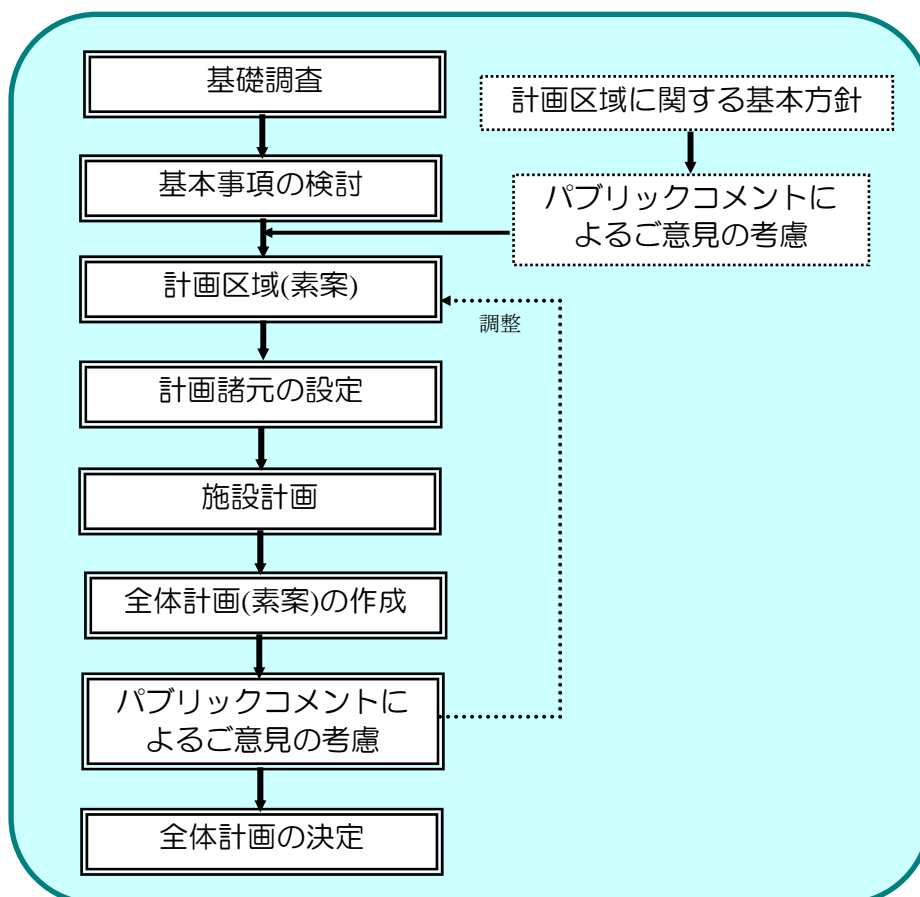 基礎調査
計画区域に関する基本方針
基本事項の検討
パブリックコメントに
よるご意見の考慮
計画区域(素案)
調整
計画諸元の設定
施設計画
全体計画(素案)の作成
パブリックコメントに
よるご意見の考慮
全体計画の決定